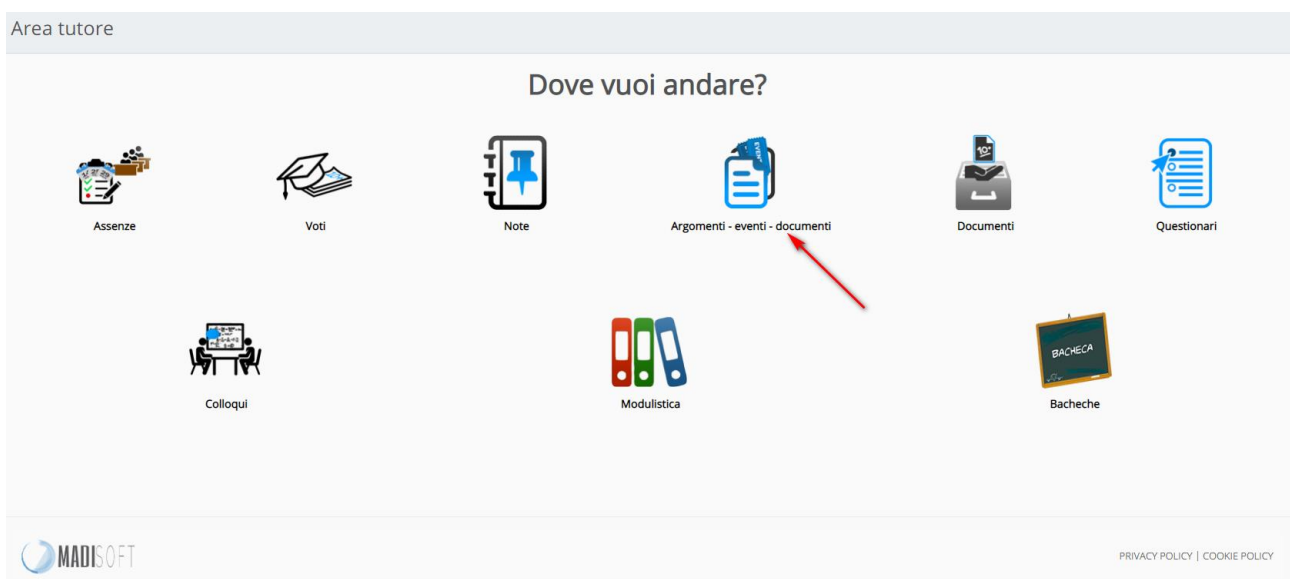 Area tutore
Dove vuoi andare?
Assenze
Voti
Note
Argomenti - eventi - documenti
Documenti
Questionari
Colloqui
Modulistica
BACHECA
Bacheche
MADISOFT
PRIVACY POLICY | COOKIE POLICY